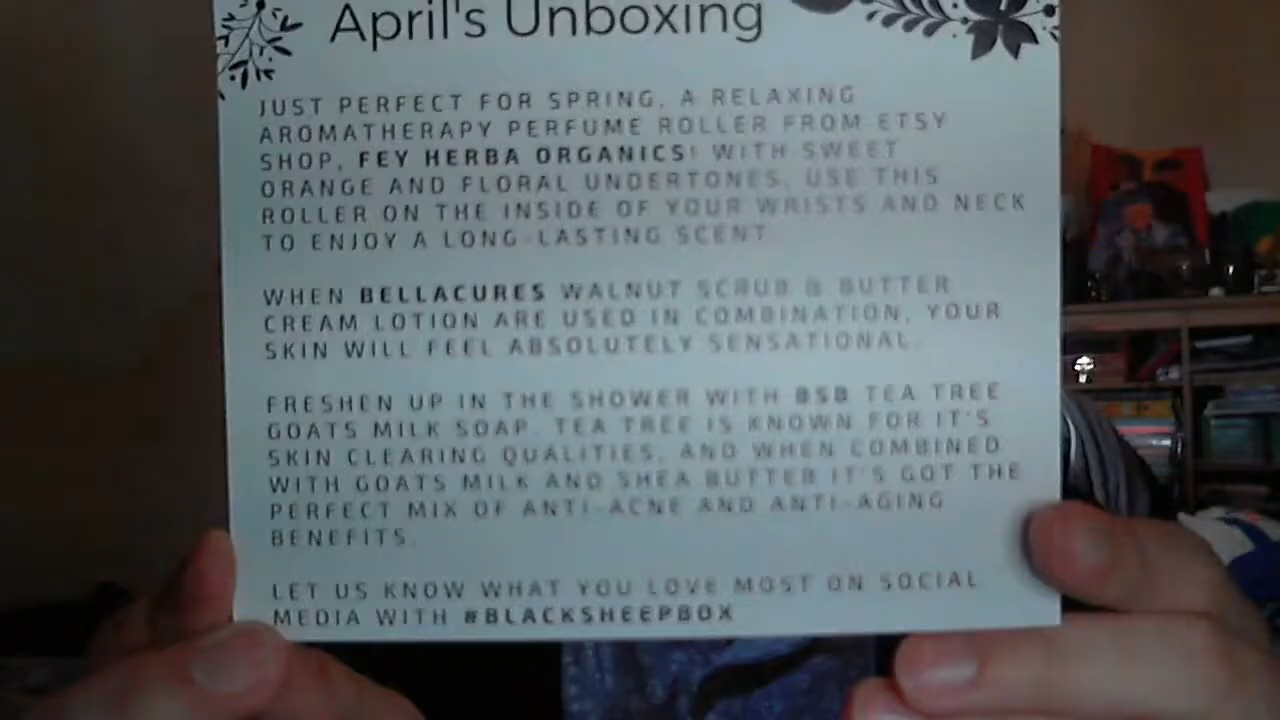 April's Unboxing
JUST PERFECT FOR SPRING, A RELAXING
AROMATHERAPY PERFUME ROLLER FROM ETSY
SHOP, FEY HERBA ORGANICS! WITH SWEET
ORANGE AND FLORAL UNDERTONES, USE THIS
ROLLER ON THE INSIDE OF YOUR WRISTS AND NECK
TO ENJOY A LONG-LASTING SCENT
WHEN BELLACURES WALNUT SCRUB & BUTTER
CREAM LOTION ARE USED IN COMBINATION, YOUR
SKIN WILL FEEL ABSOLUTELY SENSATIONAL.
FRESHEN UP IN THE SHOWER WITH BSB TEA TREE
GOATS MILK SOAP. TEA TREE IS KNOWN FOR IT'S
SKIN CLEARING QUALITIES, AND WHEN COMBINED
WITH GOATS MILK AND SHEA BUTTER IT'S GOT THE
PERFECT MIX OF ANTI-ACNE AND ANTI-AGING
BENEFITS.
LET US KNOW WHAT YOU LOVE MOST ON SOCIAL
MEDIA WITH #BLACKSHEEPBOX